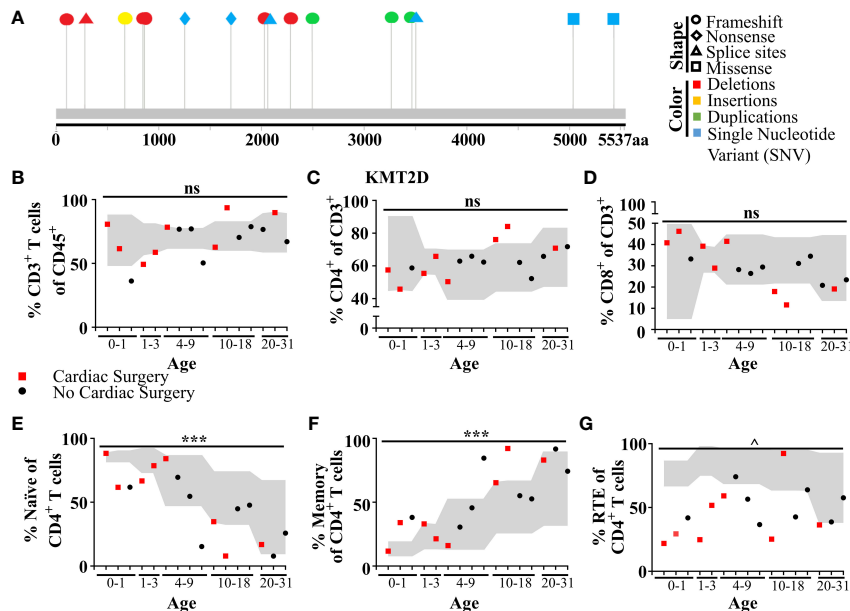 A
0
1000
2000
3000
4000
5000
5537aa
KMT2D
Shape
Frameshift
Nonsense
Splice sites
Missense
Color
Deletions
Insertions
Duplications
Single Nucleotide
Variant (SNV)
B
ns
% CD3+ T cells
of CD45+
100
50
0
0-1
1-3
4-9
10-18
20-31
Age
C
ns
% CD4+ of CD3+
100
80
60
40
0
0-1
1-3
4-9
10-18
20-31
Age
D
ns
% CD8+ of CD3+
100
50
40
30
20
10
0
0-1
1-3
4-9
10-18
20-31
Age
Cardiac Surgery
No Cardiac Surgery
E
***
% Naïve of
CD4+ T cells
100
50
0
0-1
1-3
4-9
10-18
20-31
Age
F
***
% Memory
of CD4+ T cells
100
50
0
0-1
1-3
4-9
10-18
20-31
Age
G
^
% RTE of
CD4+ T cells
100
50
0
0-1
1-3
4-9
10-18
20-31
Age